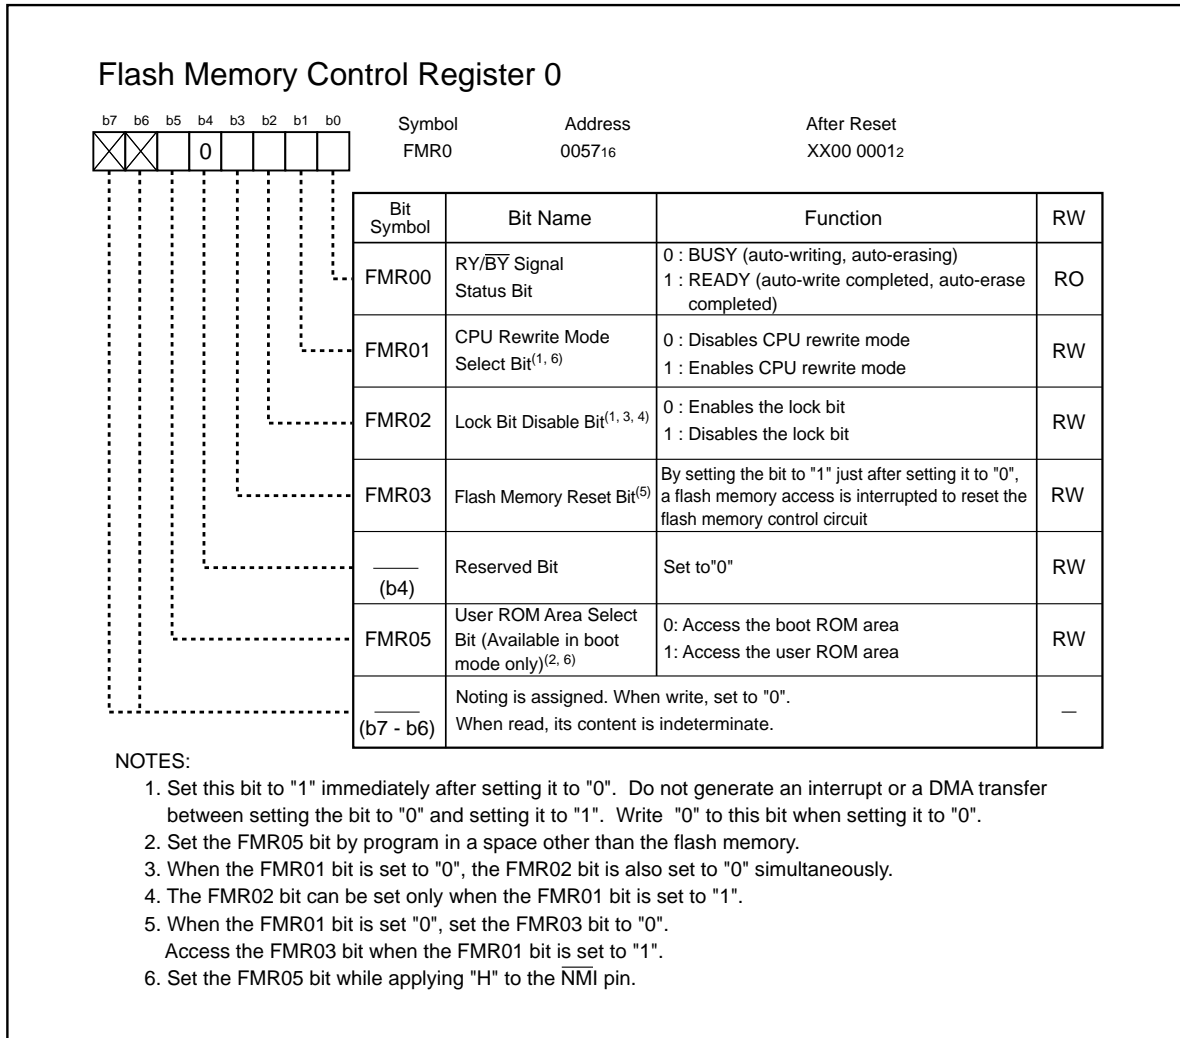 Flash Memory Control Register 0
b7 b6 b5 b4 b3 b2 b1 b0
0
Symbol Address After Reset
FMR0 005716 XX00 00012
Bit Symbol Bit Name Function RW
FMR00
RY/BY Signal
Status Bit
0 : BUSY (auto-writing, auto-erasing)
1 : READY (auto-write completed, auto-erase
completed)
RO
FMR01
CPU Rewrite Mode
Select Bit(1, 6)
0 : Disables CPU rewrite mode
1 : Enables CPU rewrite mode
RW
FMR02
Lock Bit Disable Bit(1, 3, 4)
0 : Enables the lock bit
1 : Disables the lock bit
RW
FMR03
Flash Memory Reset Bit(5)
By setting the bit to "1" just after setting it to "0",
a flash memory access is interrupted to reset the
flash memory control circuit
RW
(b4)
Reserved Bit
Set to"0"
RW
FMR05
User ROM Area Select
Bit (Available in boot
mode only)(2, 6)
0: Access the boot ROM area
1: Access the user ROM area
RW
(b7 - b6)
Noting is assigned. When write, set to "0".
When read, its content is indeterminate.
—
NOTES:
1. Set this bit to "1" immediately after setting it to "0". Do not generate an interrupt or a DMA transfer
between setting the bit to "0" and setting it to "1". Write "0" to this bit when setting it to "0".
2. Set the FMR05 bit by program in a space other than the flash memory.
3. When the FMR01 bit is set to "0", the FMR02 bit is also set to "0" simultaneously.
4. The FMR02 bit can be set only when the FMR01 bit is set to "1".
5. When the FMR01 bit is set "0", set the FMR03 bit to "0".
Access the FMR03 bit when the FMR01 bit is set to "1".
6. Set the FMR05 bit while applying "H" to the NMI pin.